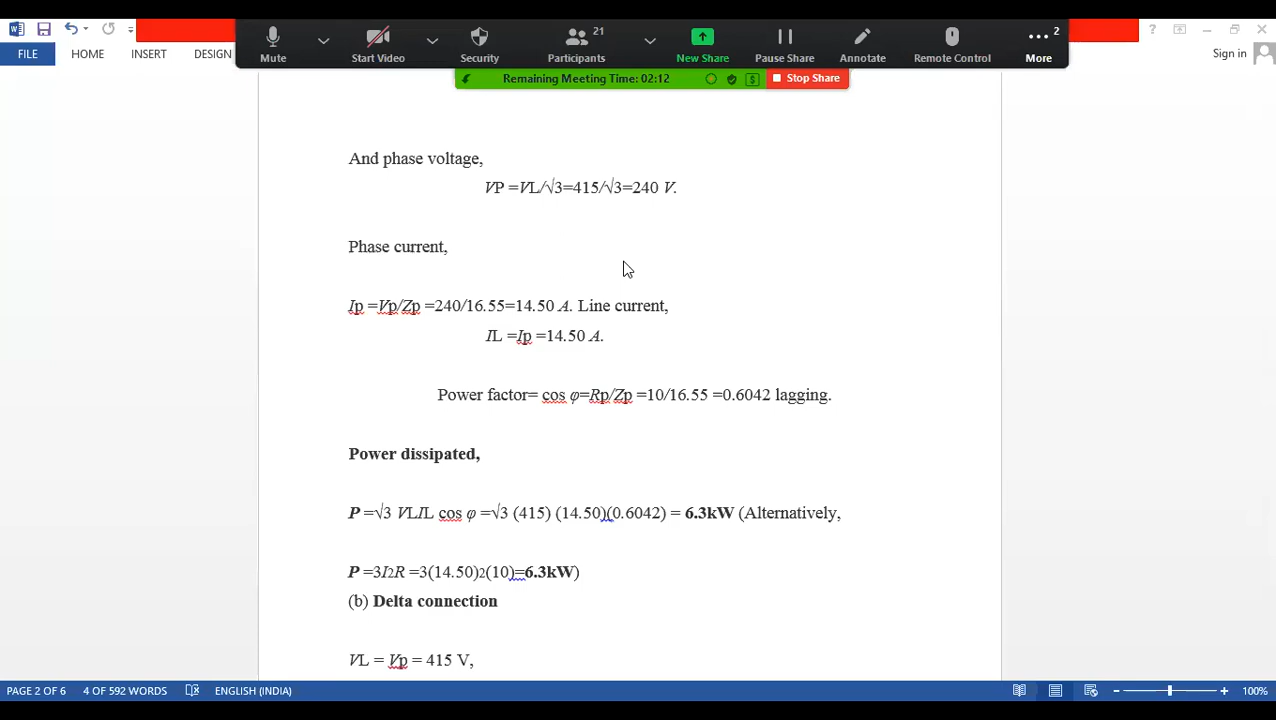 21
2
Mute
Start Video
Security
Participants
New Share
Pause Share
Annotate
Remote Control
More
FILE
HOME
INSERT
DESIGN
Sign in
Remaining Meeting Time: 02:12
Stop Share
And phase voltage,
VP =VL/√3=415/√3=240 V.
Phase current,
Ip =Vp/Zp =240/16.55=14.50 A. Line current,
IL =Ip =14.50 A.
Power factor= cos φ=Rp/Zp =10/16.55 =0.6042 lagging.
Power dissipated,
P =√3 VLIL cos φ =√3 (415) (14.50)(0.6042) = 6.3kW (Alternatively,
P =3I2R =3(14.50)2(10)=6.3kW)
(b) Delta connection
VL = Vp = 415 V,
PAGE 2 OF 6
4 OF 592 WORDS
ENGLISH (INDIA)
100%